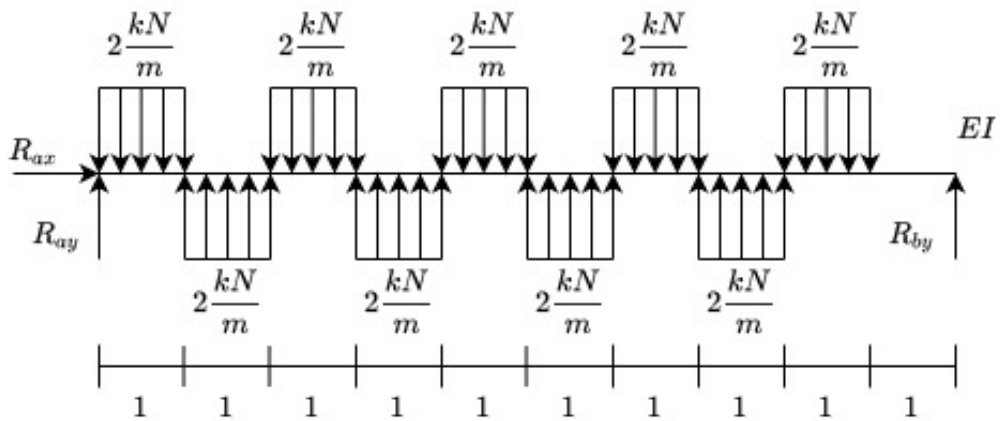 2 kN/m 2 kN/m 2 kN/m 2 kN/m 2 kN/m
EI
R_ax
R_ay R_by
2 kN/m 2 kN/m 2 kN/m 2 kN/m
1 1 1 1 1 1 1 1 1 1